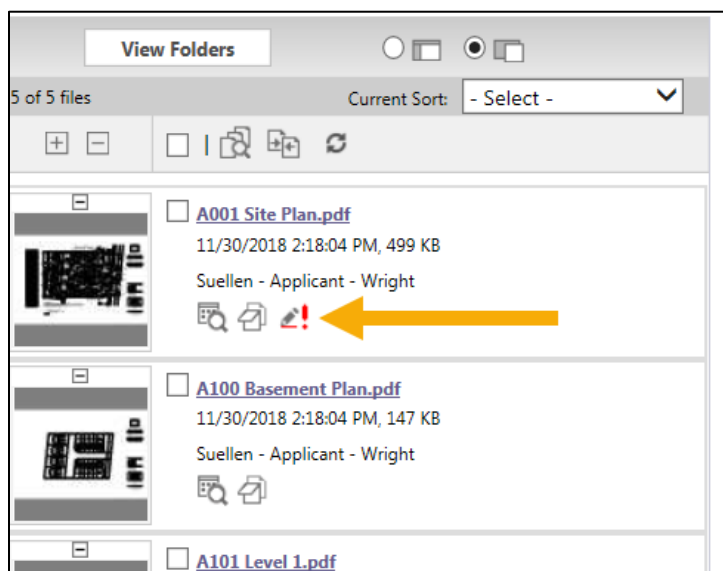 View Folders
5 of 5 files
Current Sort: - Select -
A001 Site Plan.pdf
11/30/2018 2:18:04 PM, 499 KB
Suellen - Applicant - Wright
A100 Basement Plan.pdf
11/30/2018 2:18:04 PM, 147 KB
Suellen - Applicant - Wright
A101 Level 1.pdf